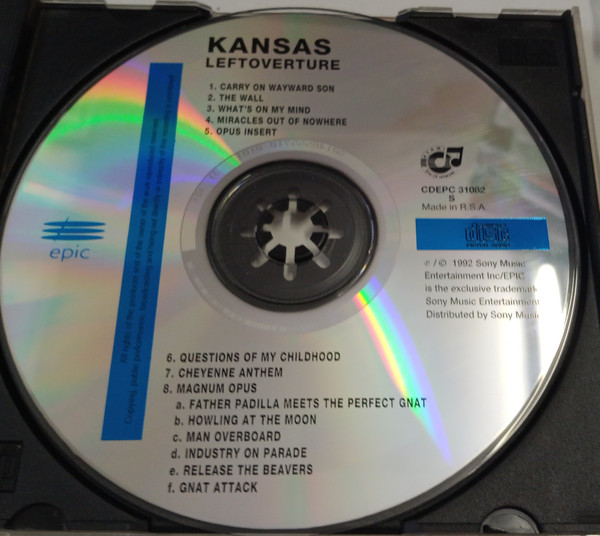 KANSAS
LEFTOVERTURE
1. CARRY ON WAYWARD SON
2. THE WALL
3. WHAT'S ON MY MIND
4. MIRACLES OUT OF NOWHERE
5. OPUS INSERT
CDEPC 31082
S
Made in R.S.A.
epic
℗ / © 1992 Sony Music
Entertainment Inc/EPIC
is the exclusive trademark
Sony Music Entertainment
Distributed by Sony Music
6. QUESTIONS OF MY CHILDHOOD
7. CHEYENNE ANTHEM
8. MAGNUM OPUS
a. FATHER PADILLA MEETS THE PERFECT GNAT
b. HOWLING AT THE MOON
c. MAN OVERBOARD
d. INDUSTRY ON PARADE
e. RELEASE THE BEAVERS
f. GNAT ATTACK